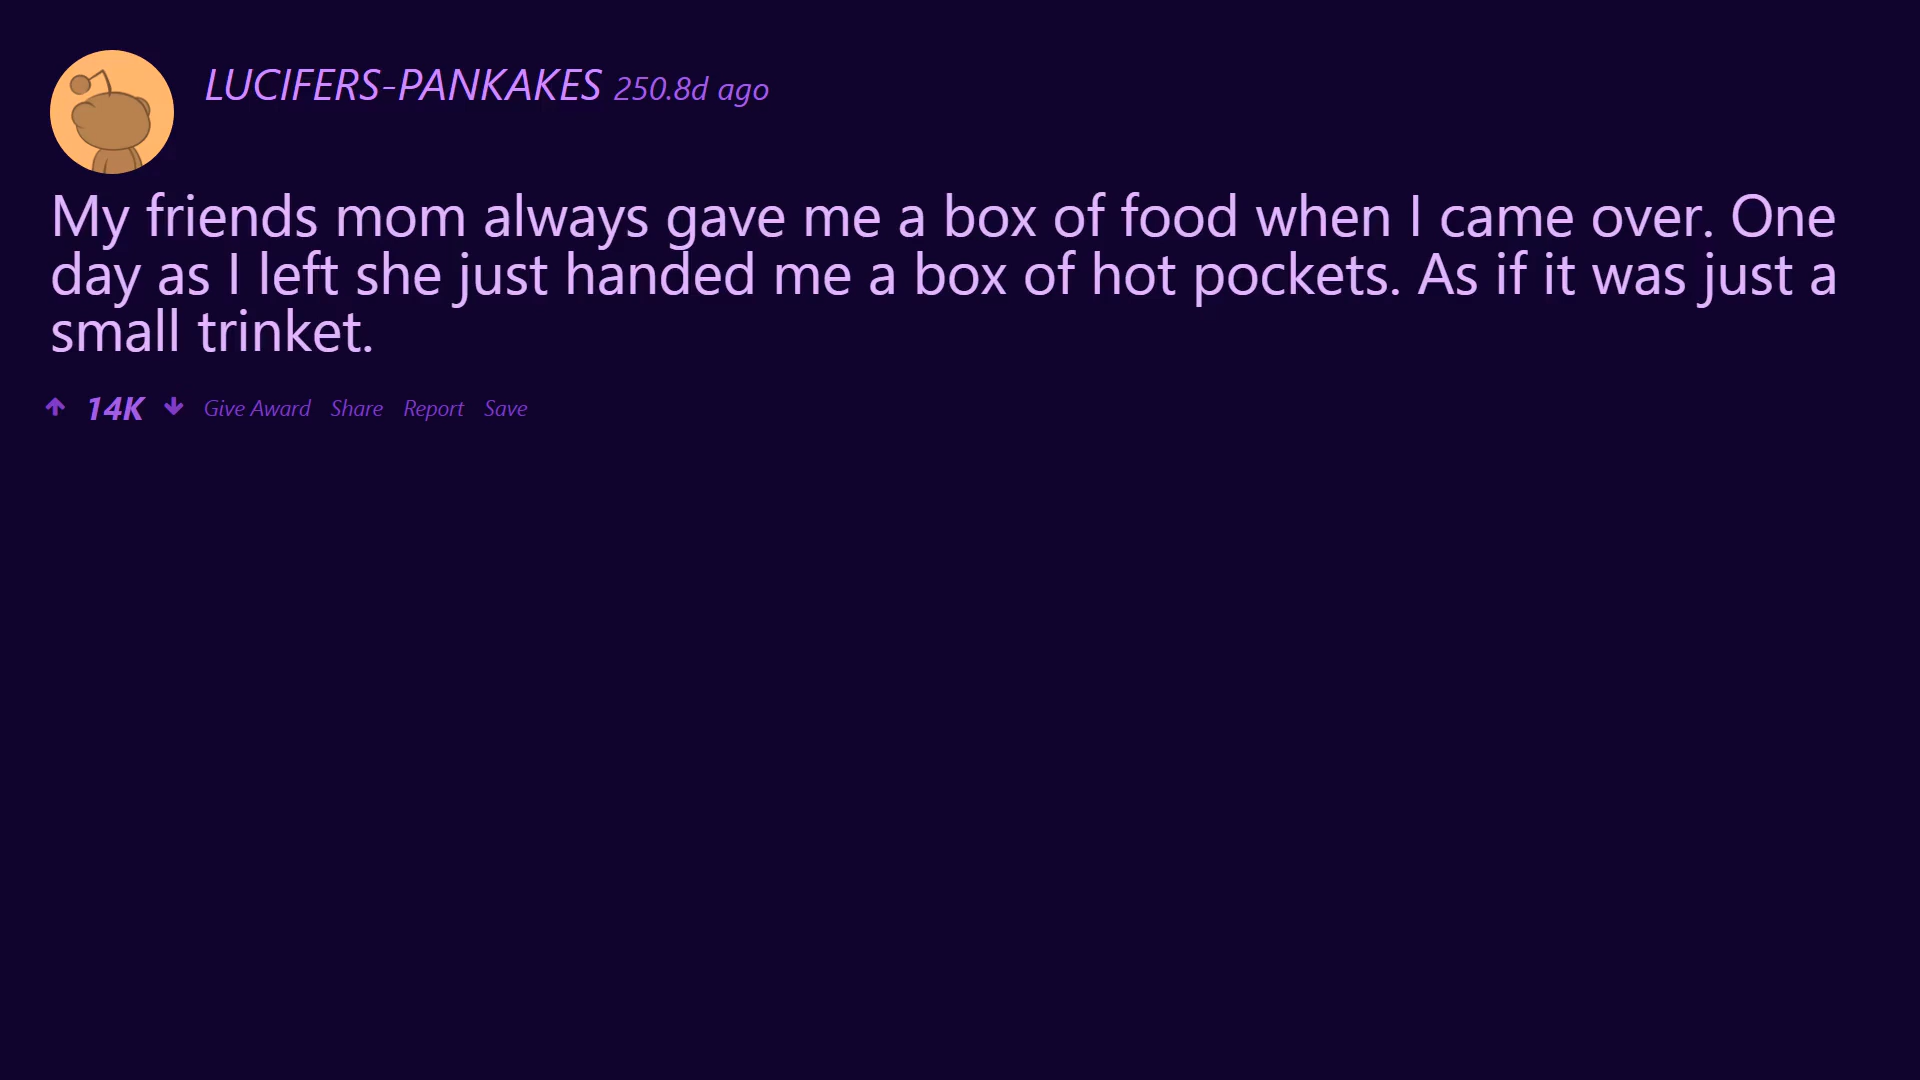 LUCIFERS-PANKAKES 250.8d ago
My friends mom always gave me a box of food when I came over. One
day as I left she just handed me a box of hot pockets. As if it was just a
small trinket.
14K Give Award Share Report Save